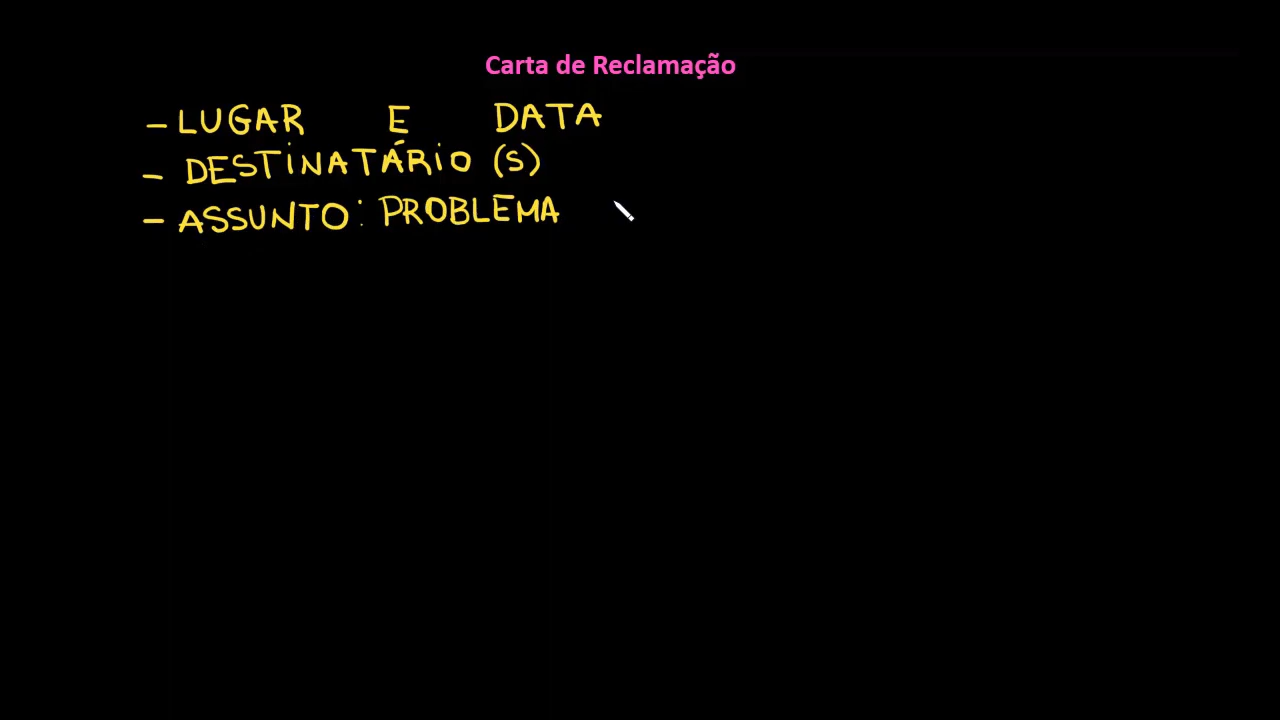 Carta de Reclamação
- LUGAR E DATA
- DESTINATÁRIO (S)
- ASSUNTO: PROBLEMA